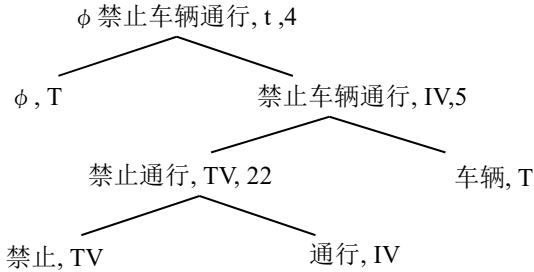 φ禁止车辆通行, t ,4
φ, T
禁止车辆通行, IV,5
禁止通行, TV, 22
车辆, T
禁止, TV
通行, IV